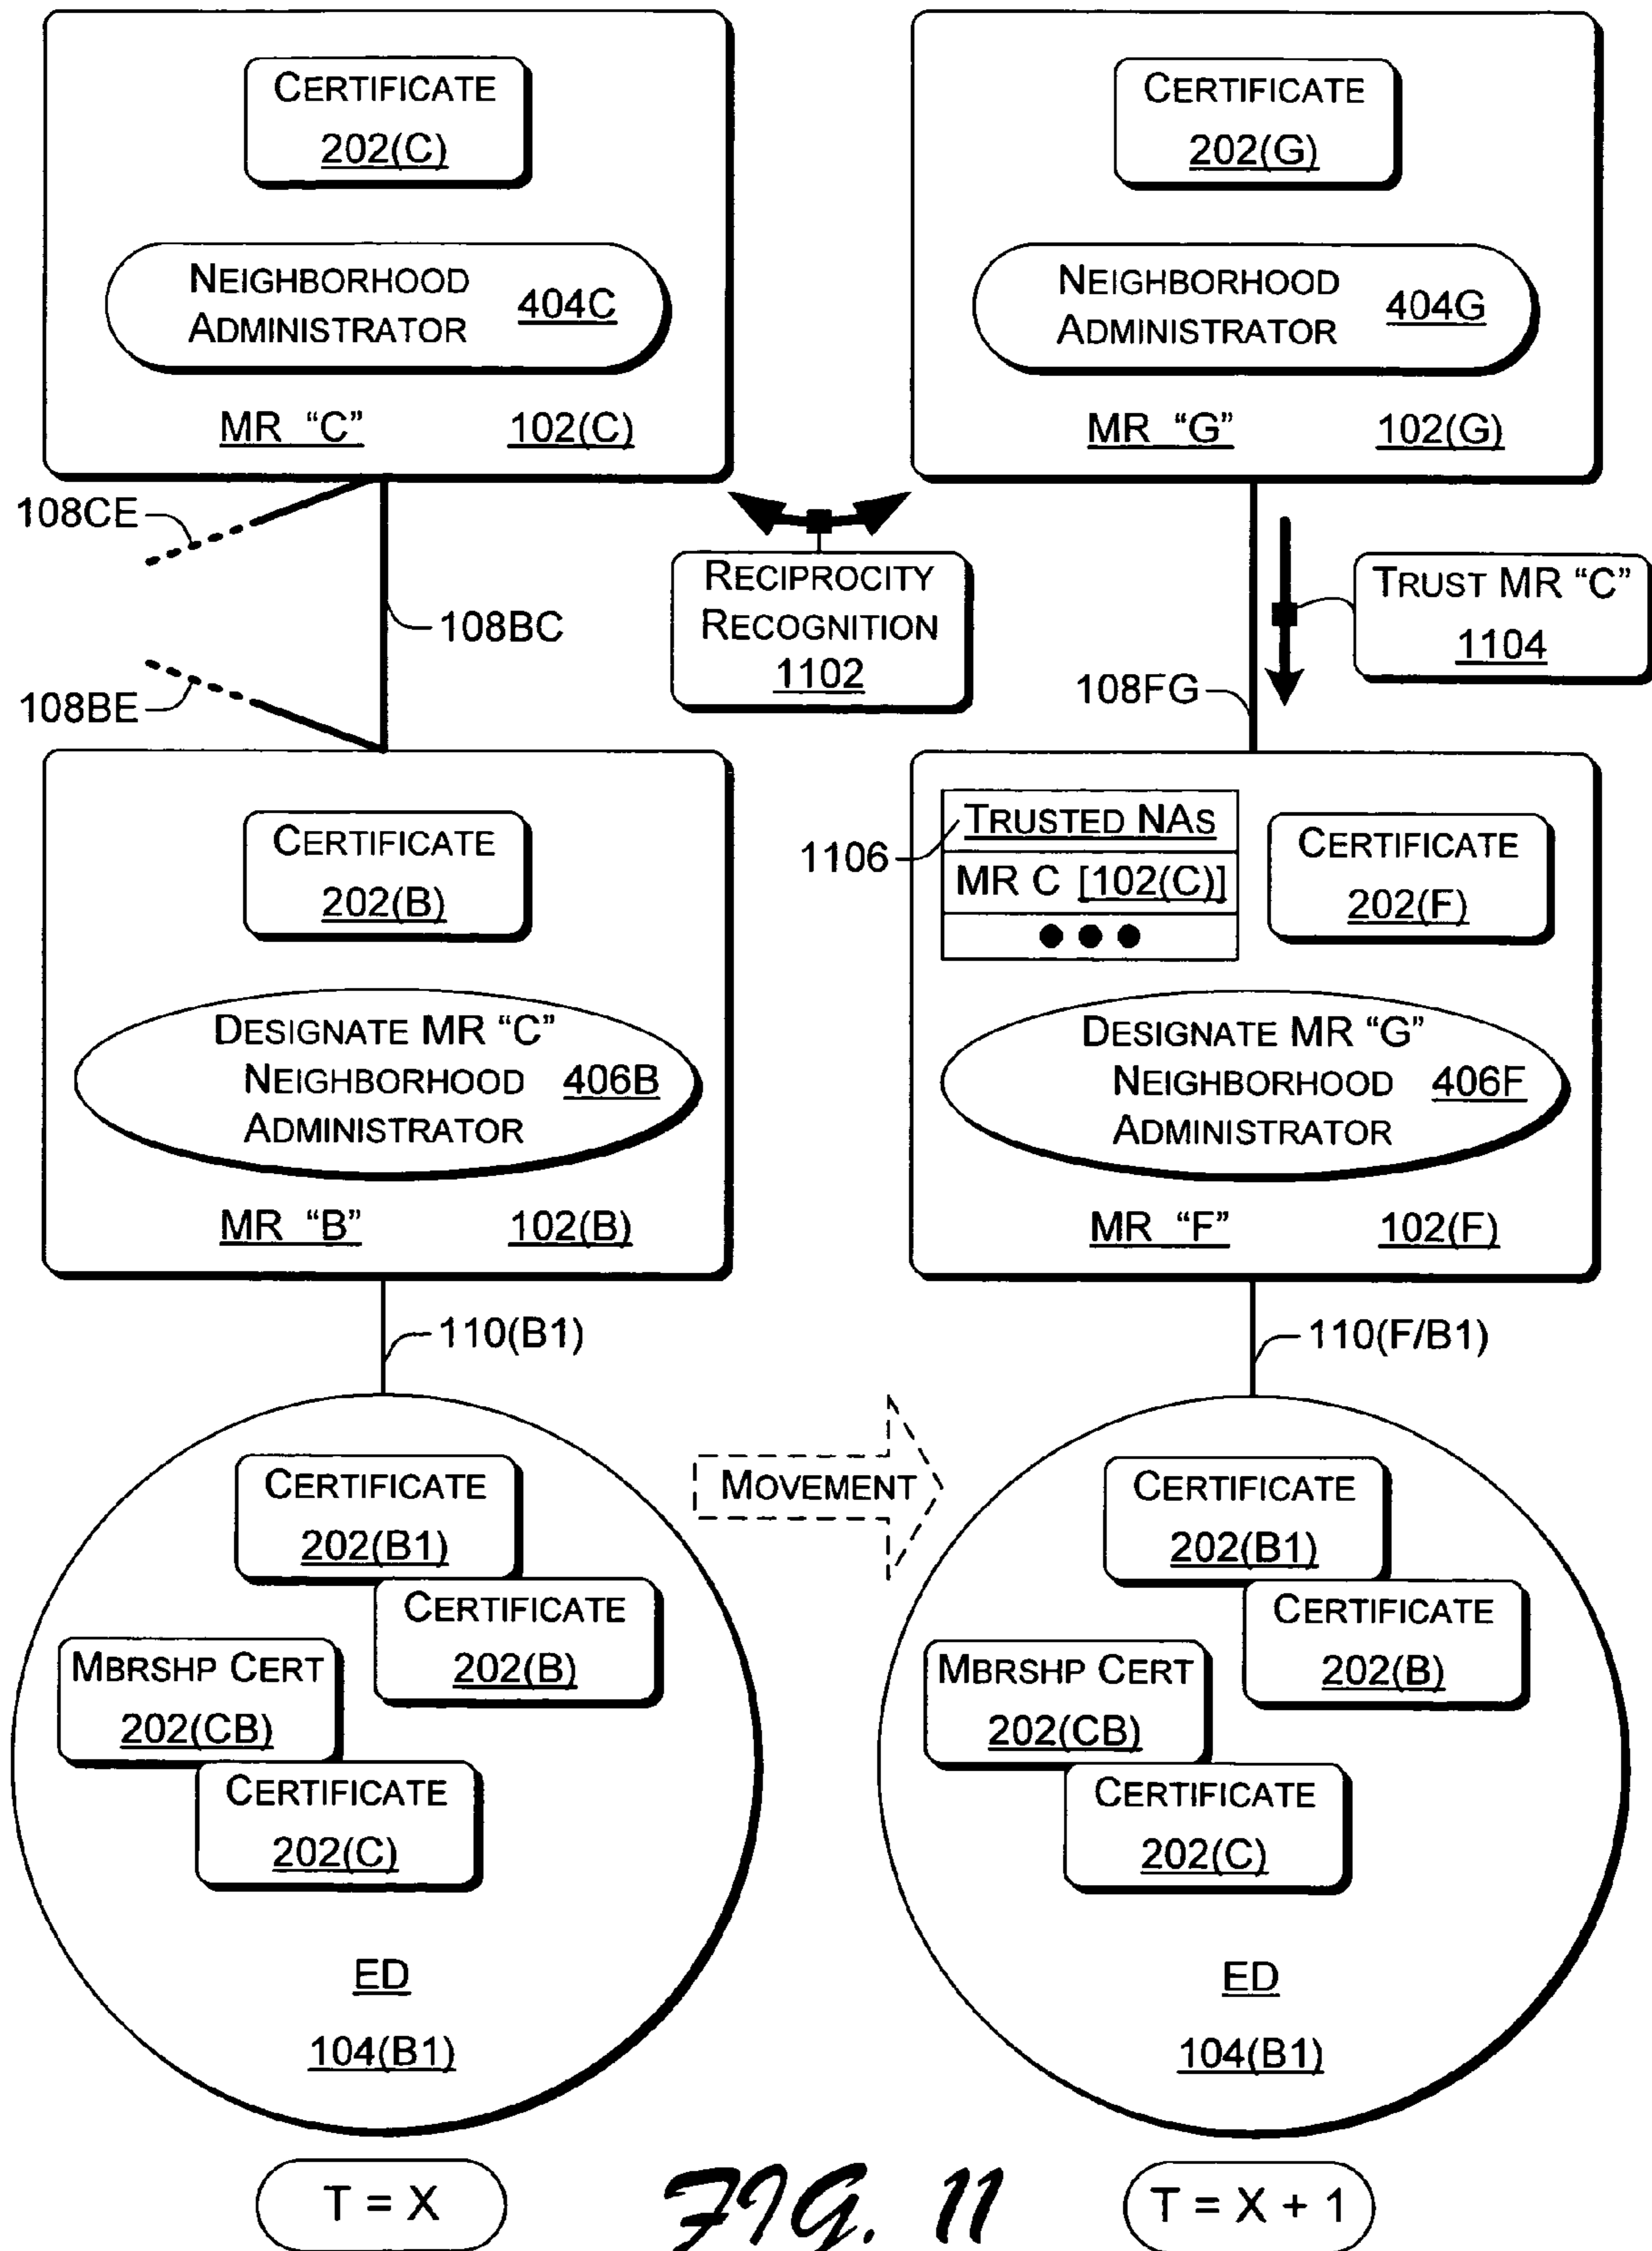 CERTIFICATE
202(C)
NEIGHBORHOOD
ADMINISTRATOR
404C
MR "C"
102(C)
CERTIFICATE
202(G)
NEIGHBORHOOD
ADMINISTRATOR
404G
MR "G"
102(G)
108CE
108BC
108BE
RECIPROCITY
RECOGNITION
1102
TRUST MR "C"
1104
108FG
CERTIFICATE
202(B)
DESIGNATE MR "C"
NEIGHBORHOOD 406B
ADMINISTRATOR
MR "B"
102(B)
1106
TRUSTED NAS
MR C [102(C)]
CERTIFICATE
202(F)
DESIGNATE MR "G"
NEIGHBORHOOD 406F
ADMINISTRATOR
MR "F"
102(F)
110(B1)
110(F/B1)
CERTIFICATE
202(B1)
CERTIFICATE
202(B)
MBRSHP CERT
202(CB)
CERTIFICATE
202(C)
ED
104(B1)
MOVEMENT
CERTIFICATE
202(B1)
CERTIFICATE
202(B)
MBRSHP CERT
202(CB)
CERTIFICATE
202(C)
ED
104(B1)
T = X
FIG. 11
T = X + 1